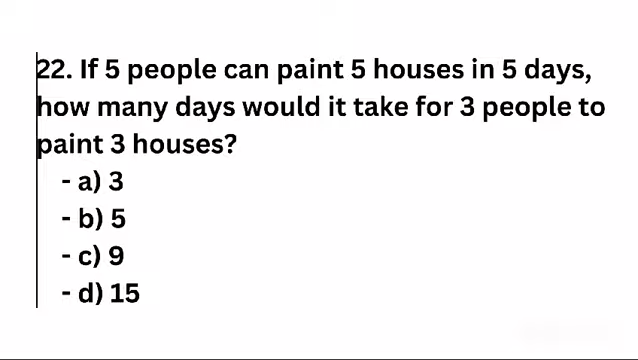 22. If 5 people can paint 5 houses in 5 days,
how many days would it take for 3 people to
paint 3 houses?
- a) 3
- b) 5
- c) 9
- d) 15